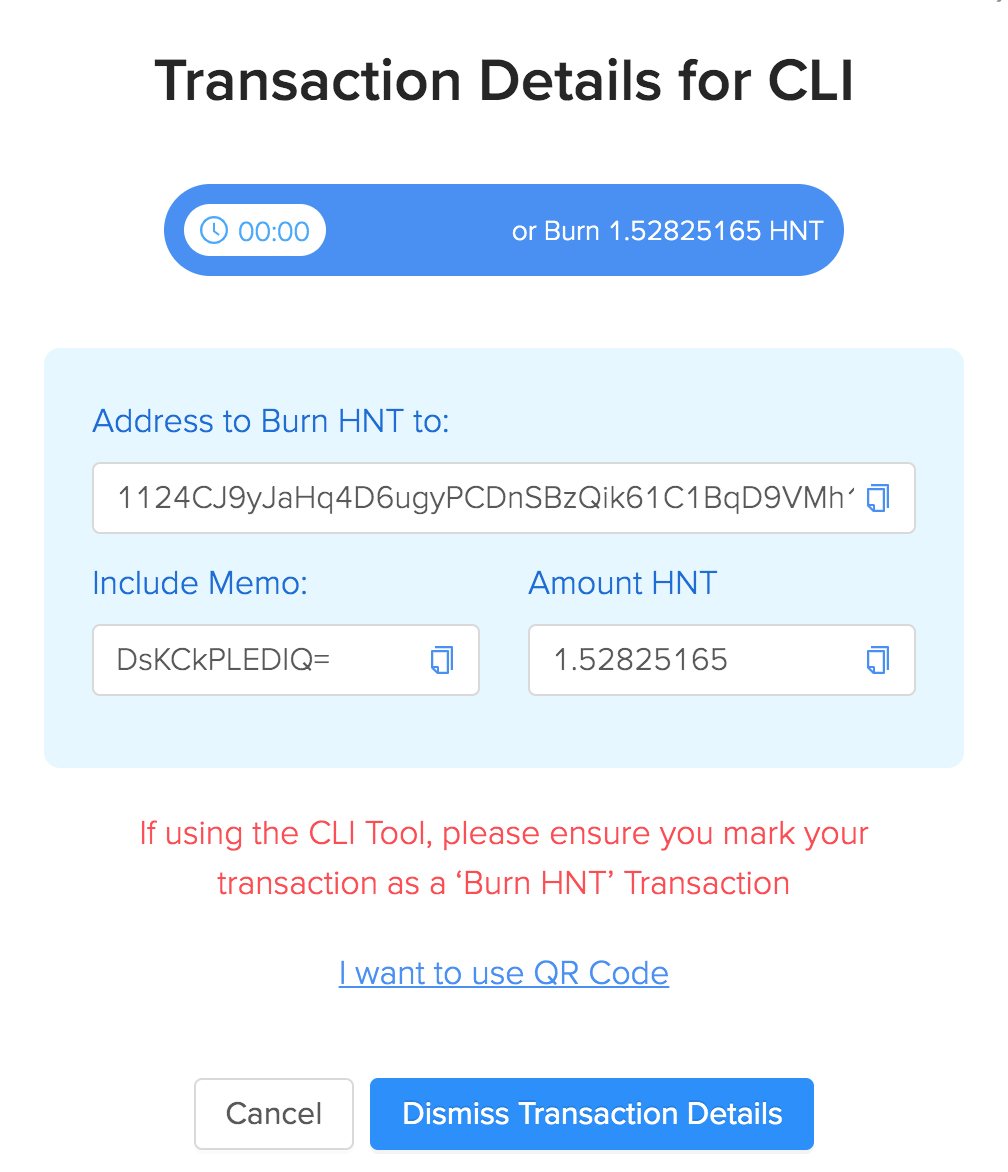 Transaction Details for CLI
00:00 or Burn 1.52825165 HNT
Address to Burn HNT to:
1124CJ9yJaHq4D6ugyPCDnSBzQik61C1BqD9VMh
Include Memo: Amount HNT
DsKCkPLEDIQ= 1.52825165
If using the CLI Tool, please ensure you mark your
transaction as a ‘Burn HNT’ Transaction
I want to use QR Code
Cancel Dismiss Transaction Details